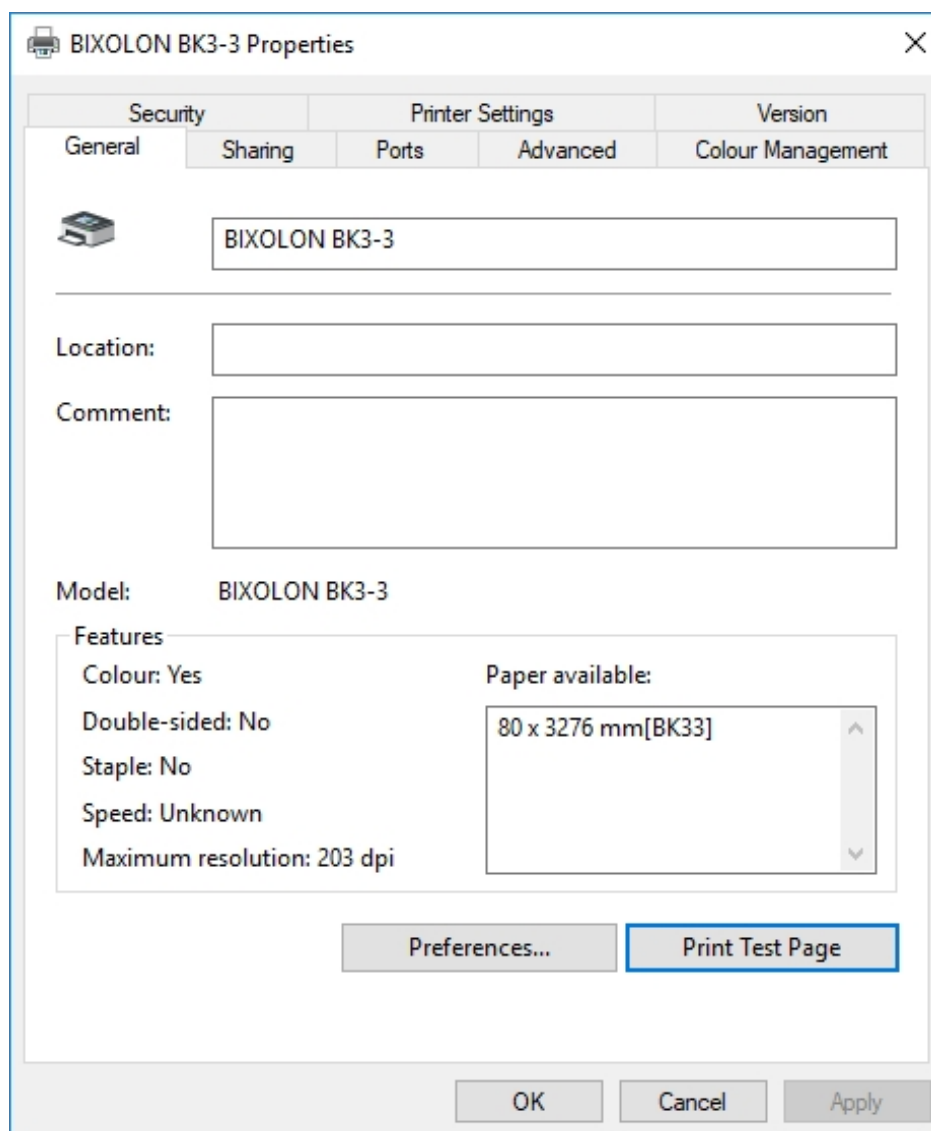 BIXOLON BK3-3 Properties
Security Printer Settings Version
General Sharing Ports Advanced Colour Management
BIXOLON BK3-3
Location:
Comment:
Model: BIXOLON BK3-3
Features
Colour: Yes
Paper available:
Double-sided: No
80 x 3276 mm[BK33]
Staple: No
Speed: Unknown
Maximum resolution: 203 dpi
Preferences... Print Test Page
OK Cancel Apply